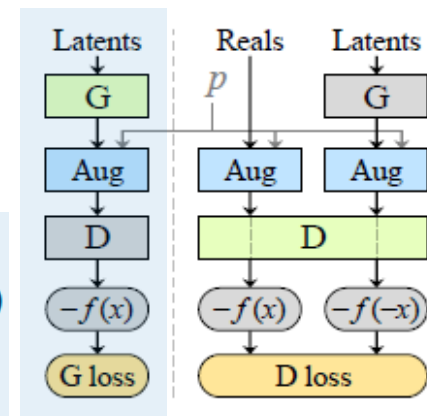 Latents Reals Latents
G p G
Aug Aug Aug
D D
−f(x) −f(x) −f(−x)
G loss D loss